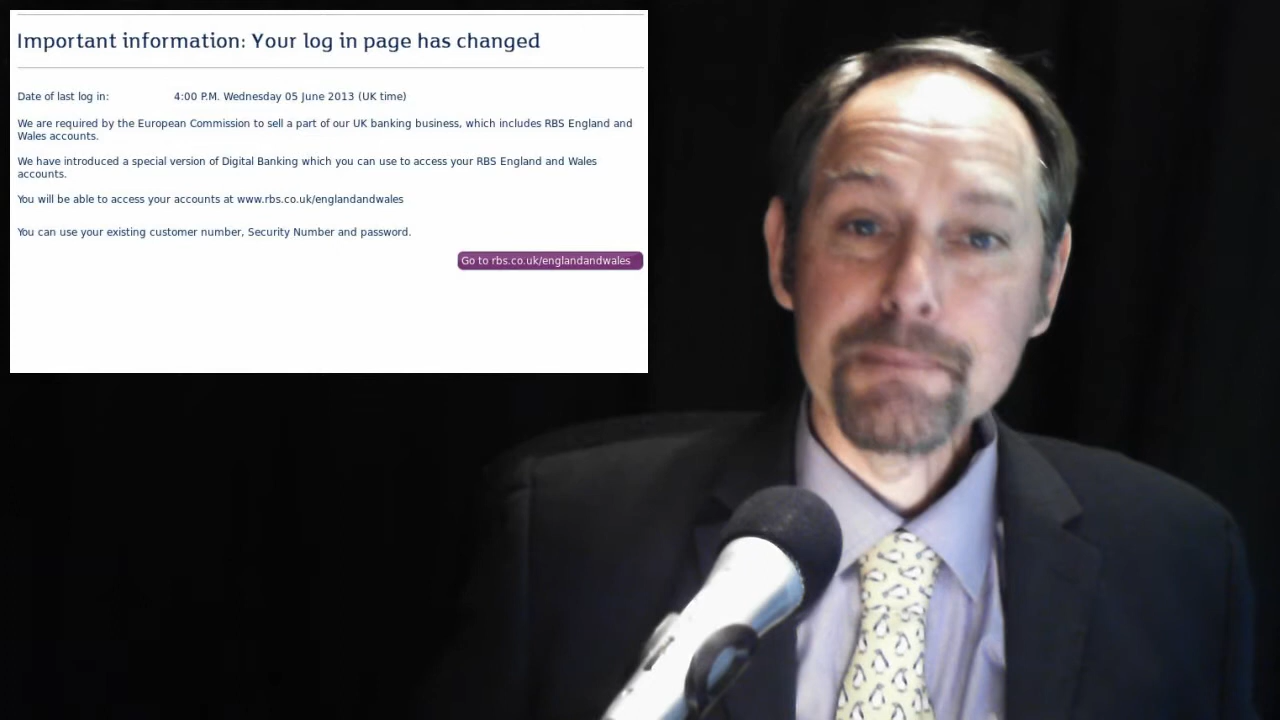 Important information: Your log in page has changed
Date of last log in: 4:00 P.M. Wednesday 05 June 2013 (UK time)
We are required by the European Commission to sell a part of our UK banking business, which includes RBS England and
Wales accounts.
We have introduced a special version of Digital Banking which you can use to access your RBS England and Wales
accounts.
You will be able to access your accounts at www.rbs.co.uk/englandandwales
You can use your existing customer number, Security Number and password.
Go to rbs.co.uk/englandandwales